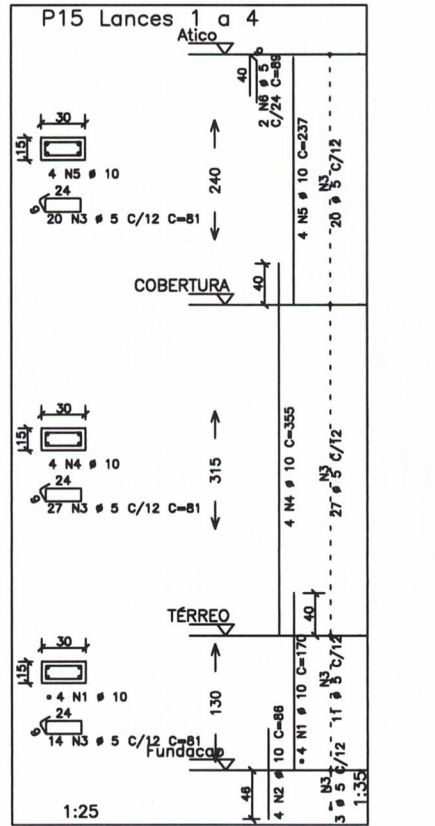 P15 Lances 1 a 4
Atico
6
40
2 N6 ø 5
C/24 C=89
30
15
4 N5 ø 10
24
6
20 N3 ø 5 C/12 C=81
240
4 N5 ø 10 C=237
N3
20 ø 5 C/12
COBERTURA
40
30
15
4 N4 ø 10
24
6
27 N3 ø 5 C/12 C=81
315
4 N4 ø 10 C=355
N3
27 ø 5 C/12
TÉRREO
40
30
15
4 N1 ø 10
24
6
14 N3 ø 5 C/12 C=81
130
4 N1 ø 10 C=170
N3
11 ø 5 C/12
Fundacao
4 N2 ø 10 C=86
N3
3 ø 5 C/12
1:25
1:35